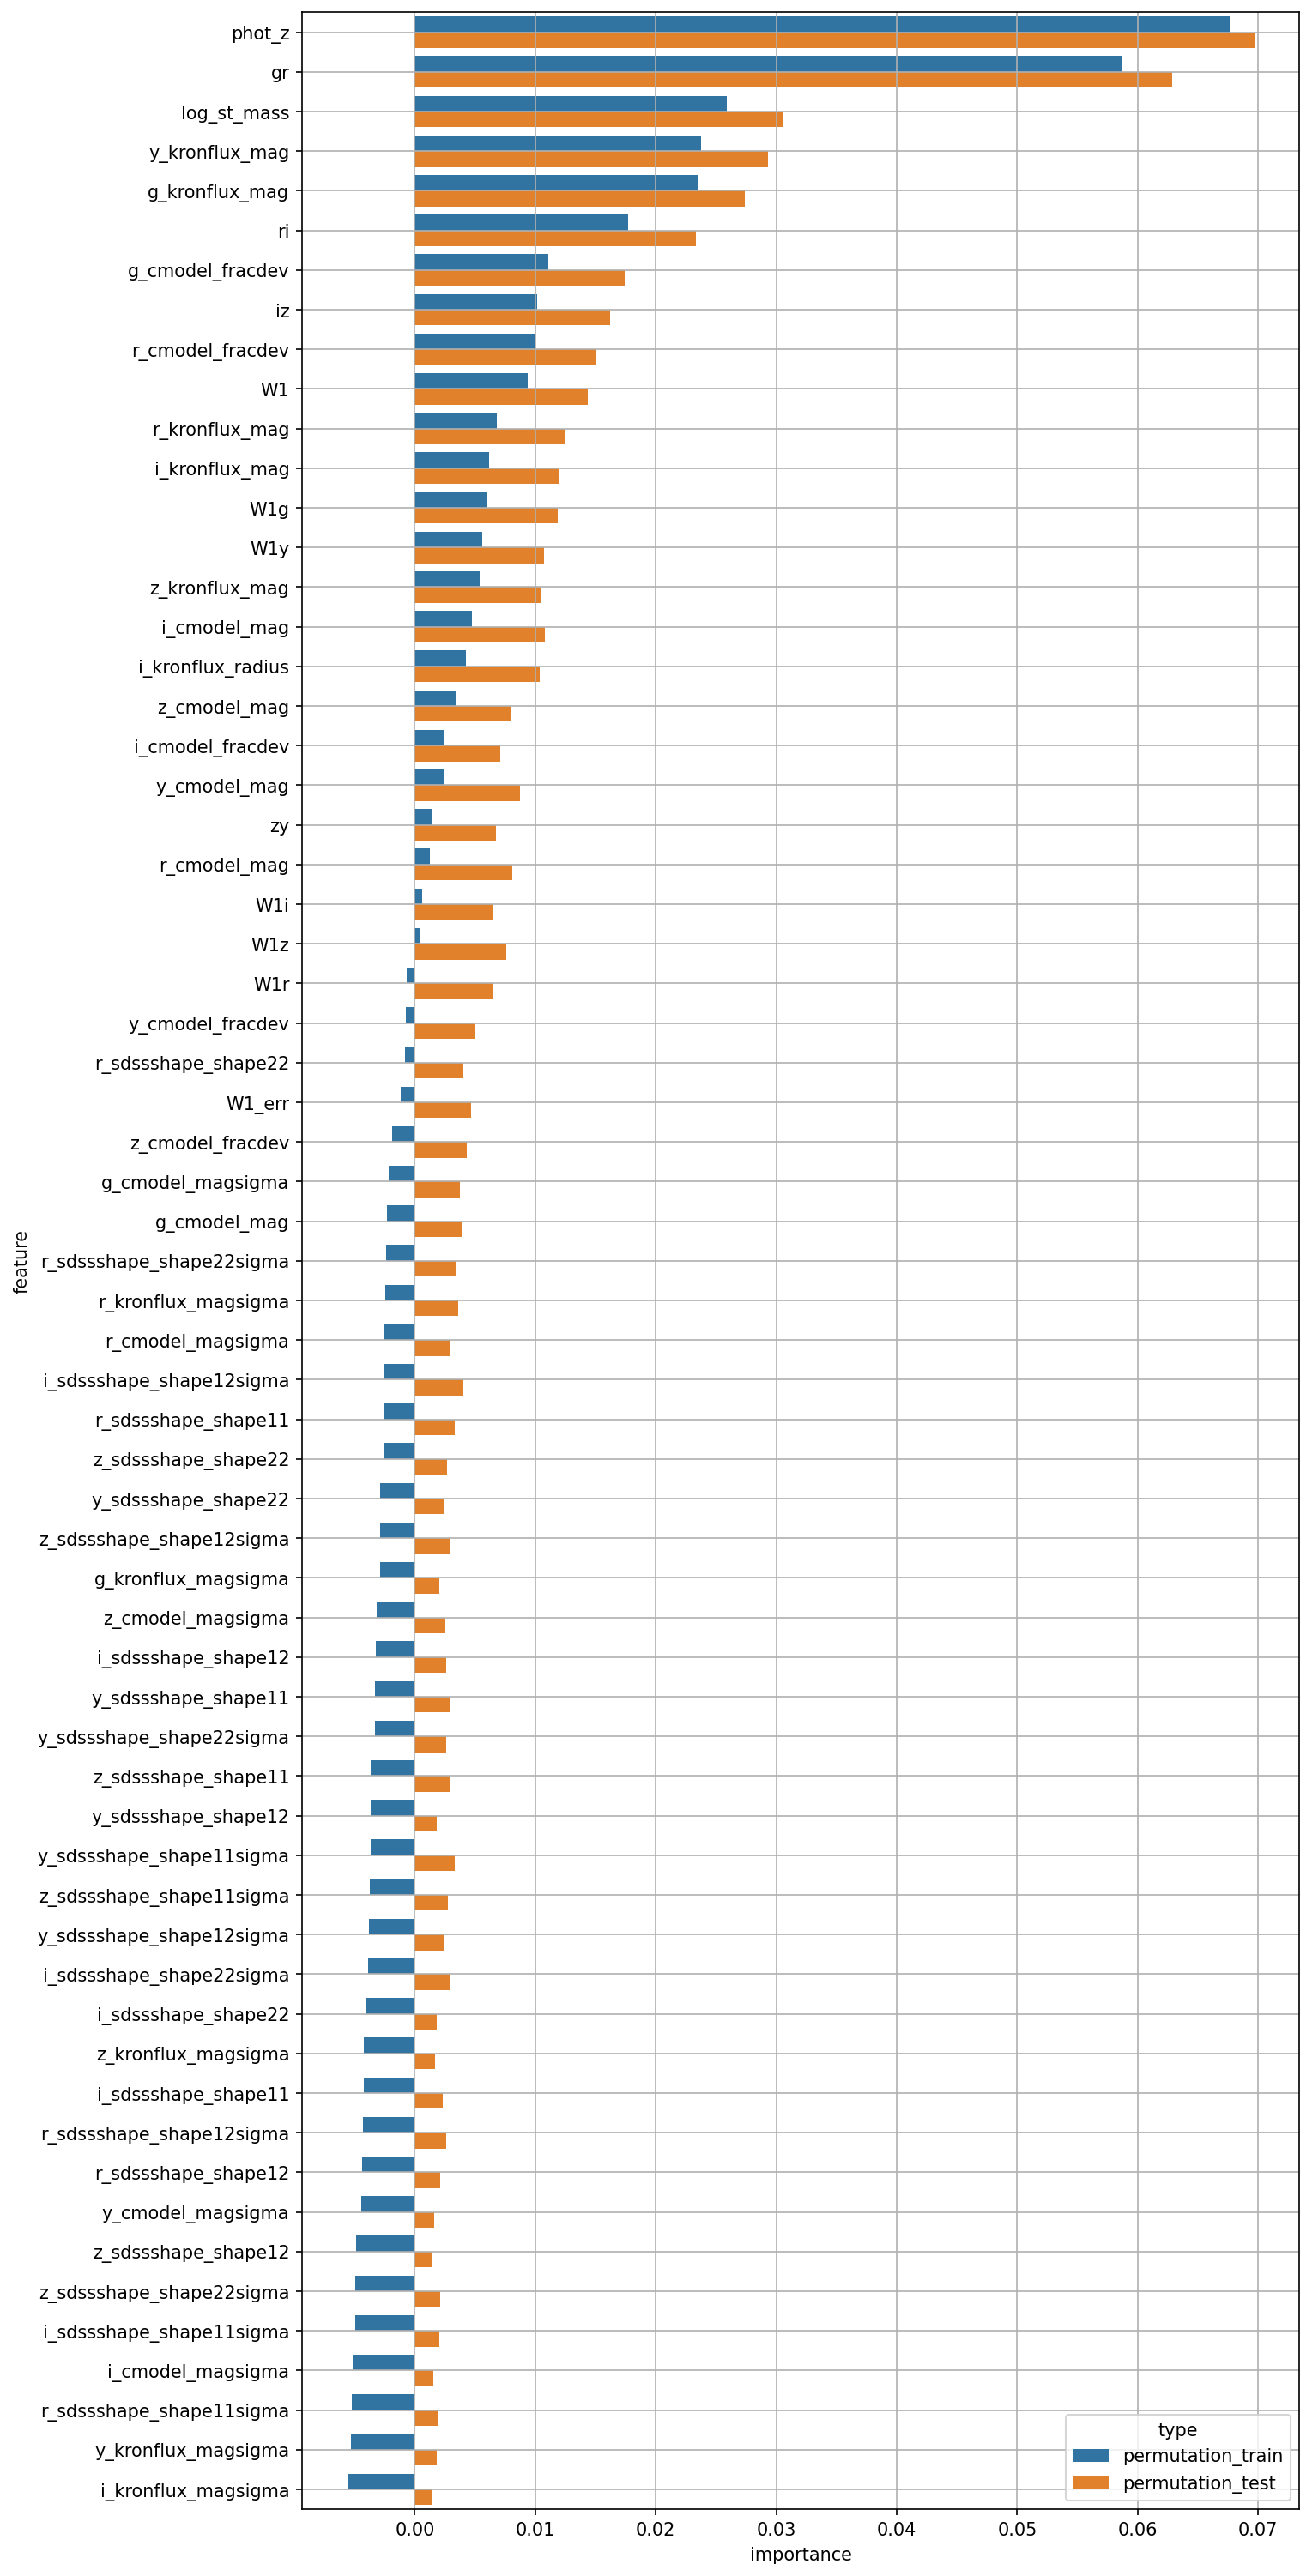 phot_z
gr
log_st_mass
y_kronflux_mag
g_kronflux_mag
ri
g_cmodel_fracdev
iz
r_cmodel_fracdev
W1
r_kronflux_mag
i_kronflux_mag
W1g
W1y
z_kronflux_mag
i_cmodel_mag
i_kronflux_radius
z_cmodel_mag
i_cmodel_fracdev
y_cmodel_mag
zy
r_cmodel_mag
W1i
W1z
W1r
y_cmodel_fracdev
r_sdssshape_shape22
W1_err
z_cmodel_fracdev
g_cmodel_magsigma
g_cmodel_mag
r_sdssshape_shape22sigma
r_kronflux_magsigma
r_cmodel_magsigma
i_sdssshape_shape12sigma
r_sdssshape_shape11
z_sdssshape_shape22
y_sdssshape_shape22
z_sdssshape_shape12sigma
g_kronflux_magsigma
z_cmodel_magsigma
i_sdssshape_shape12
y_sdssshape_shape11
y_sdssshape_shape22sigma
z_sdssshape_shape11
y_sdssshape_shape12
y_sdssshape_shape11sigma
z_sdssshape_shape11sigma
y_sdssshape_shape12sigma
i_sdssshape_shape22sigma
i_sdssshape_shape22
z_kronflux_magsigma
i_sdssshape_shape11
r_sdssshape_shape12sigma
r_sdssshape_shape12
y_cmodel_magsigma
z_sdssshape_shape12
z_sdssshape_shape22sigma
i_sdssshape_shape11sigma
i_cmodel_magsigma
r_sdssshape_shape11sigma
y_kronflux_magsigma
i_kronflux_magsigma
feature
type
permutation_train
permutation_test
0.00 0.01 0.02 0.03 0.04 0.05 0.06 0.07
importance